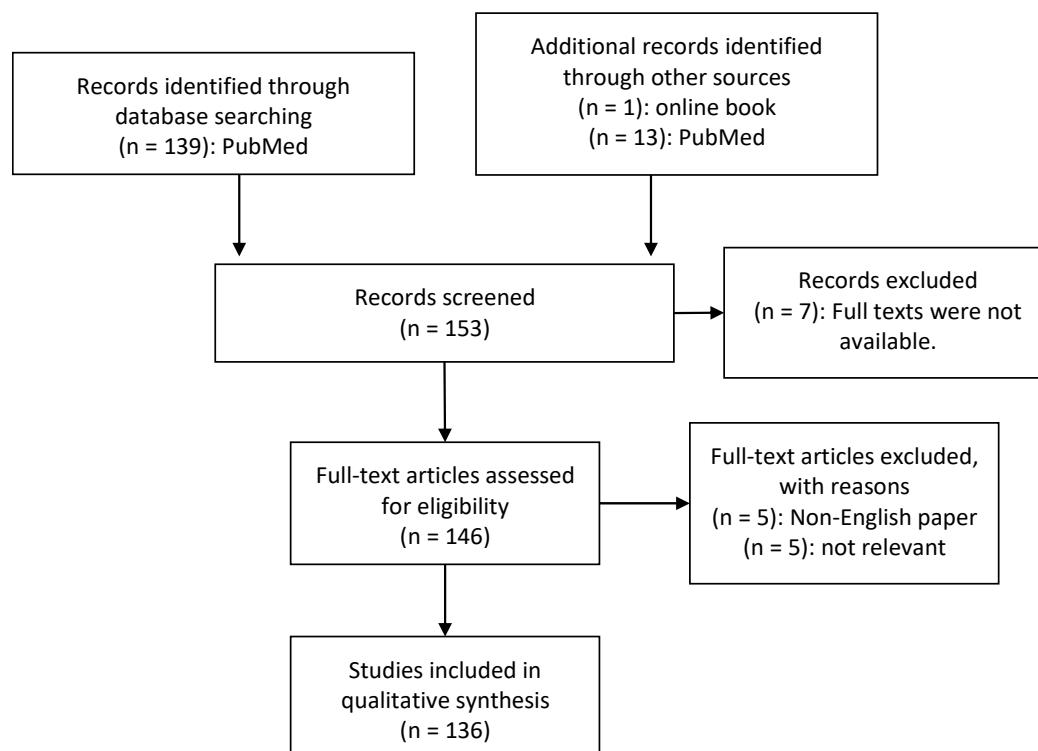 Records identified through
database searching
(n = 139): PubMed
Additional records identified
through other sources
(n = 1): online book
(n = 13): PubMed
Records screened
(n = 153)
Records excluded
(n = 7): Full texts were not
available.
Full-text articles assessed
for eligibility
(n = 146)
Full-text articles excluded,
with reasons
(n = 5): Non-English paper
(n = 5): not relevant
Studies included in
qualitative synthesis
(n = 136)